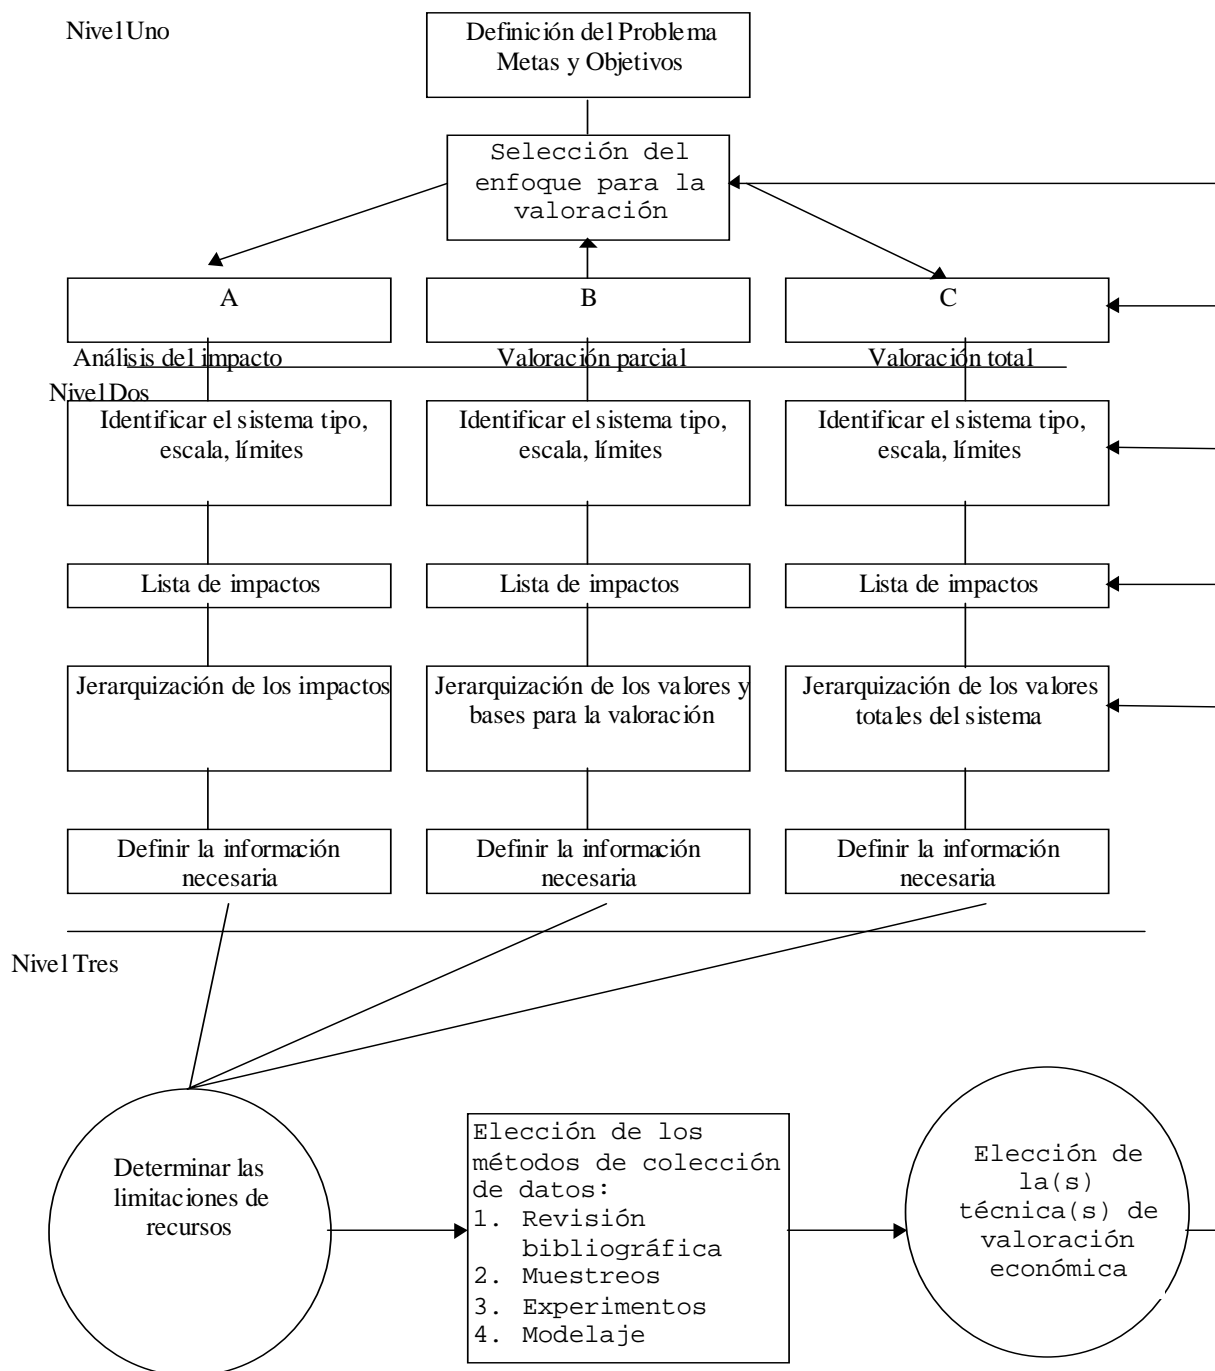 Nivel Uno
Definición del Problema
Metas y Objetivos
Selección del
enfoque para la
valoración
A
B
C
Análisis del impacto
Valoración parcial
Valoración total
Nivel Dos
Identificar el sistema tipo,
escala, límites
Identificar el sistema tipo,
escala, límites
Identificar el sistema tipo,
escala, límites
Lista de impactos
Lista de impactos
Lista de impactos
Jerarquización de los impactos
Jerarquización de los valores y
bases para la valoración
Jerarquización de los valores
totales del sistema
Definir la información
necesaria
Definir la información
necesaria
Definir la información
necesaria
Nivel Tres
Determinar las
limitaciones de
recursos
Elección de los
métodos de colección
de datos:
1. Revisión
bibliográfica
2. Muestreos
3. Experimentos
4. Modelaje
Elección de
la(s)
técnica(s) de
valoración
económica